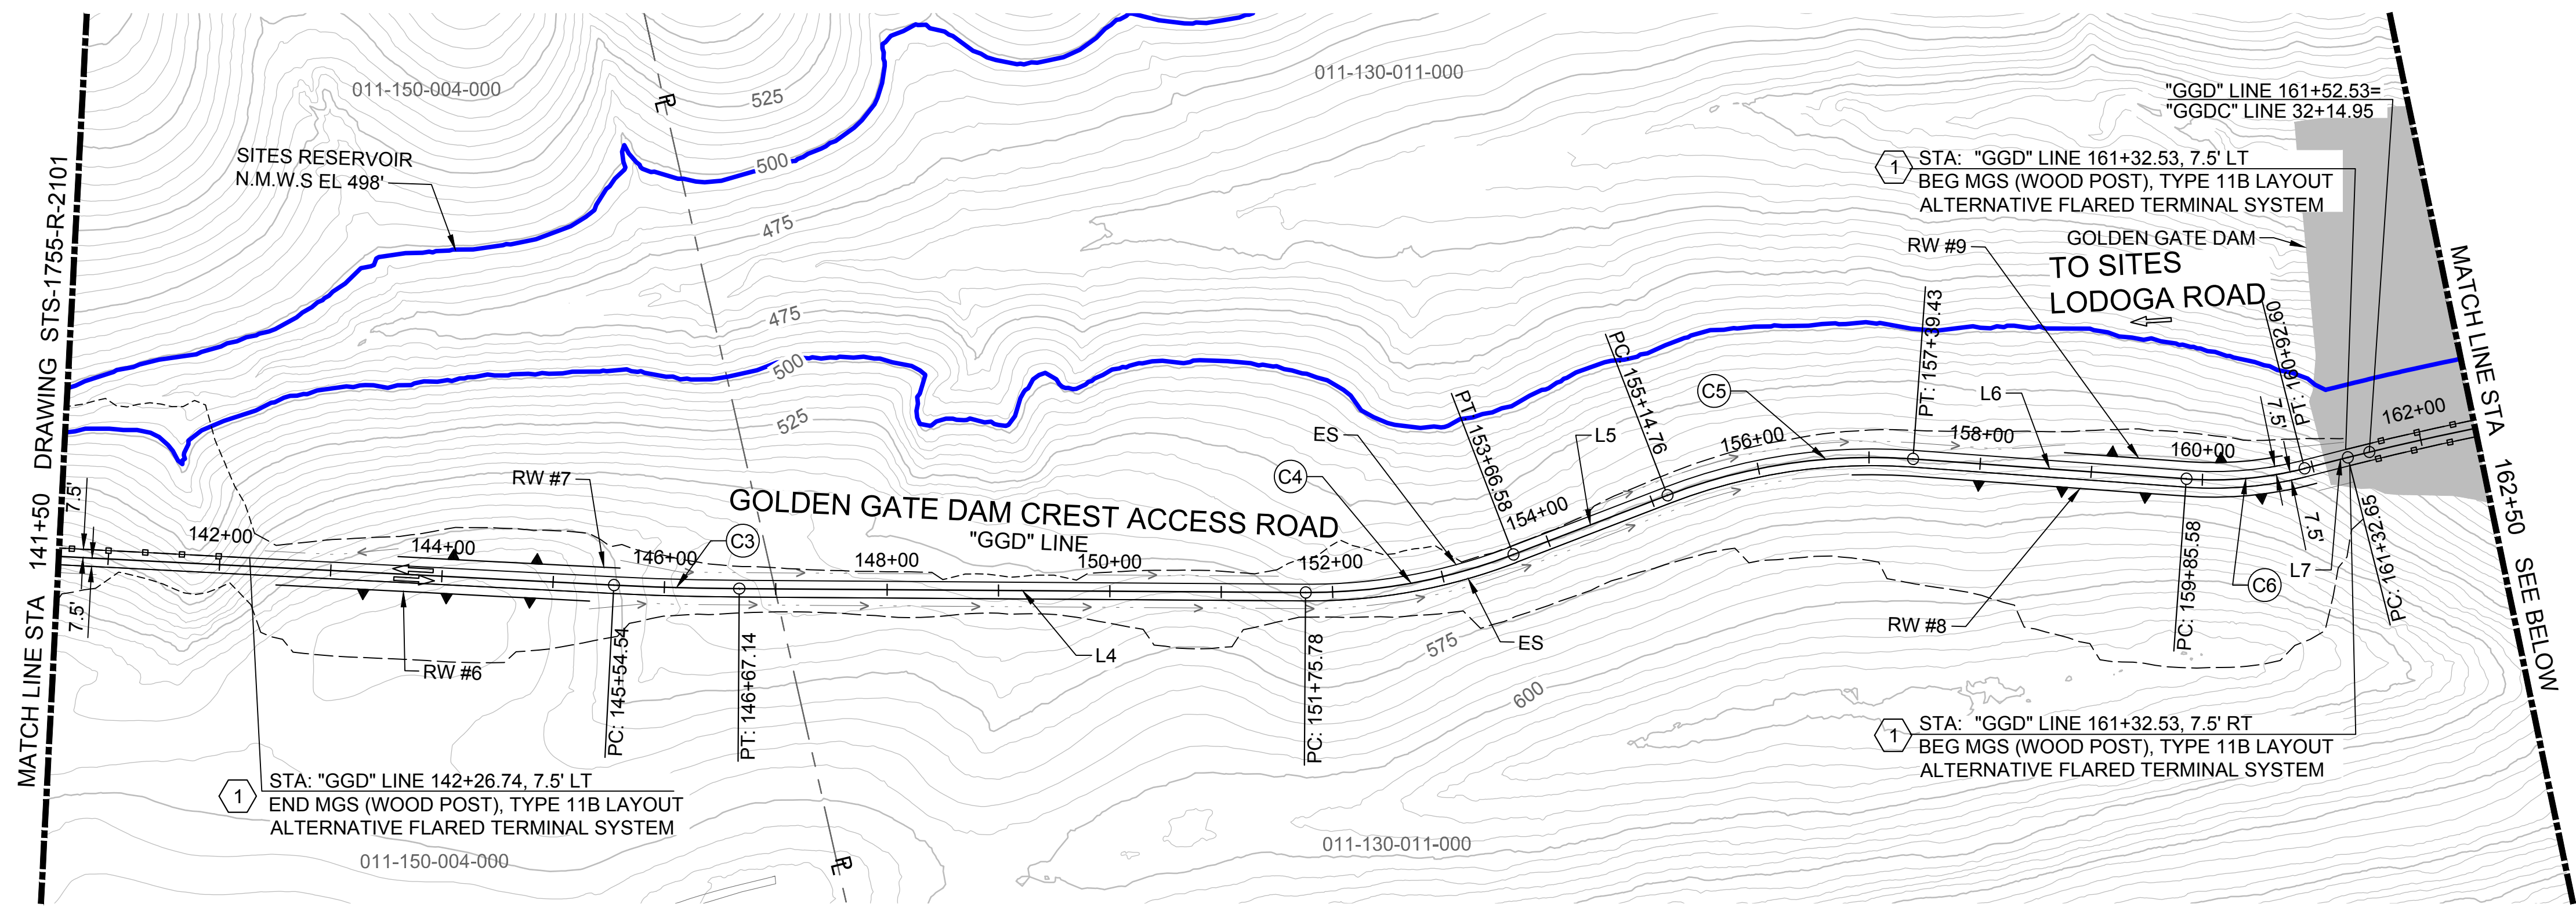 MATCH LINE STA 141+50 DRAWING STS-1755-R-2101
011-150-004-000
SITES RESERVOIR
N.M.W.S EL 498'
PL
525
500
475
475
500
525
011-130-011-000
"GGD" LINE 161+52.53=
"GGDC" LINE 32+14.95
1
STA: "GGD" LINE 161+32.53, 7.5' LT
BEG MGS (WOOD POST), TYPE 11B LAYOUT
ALTERNATIVE FLARED TERMINAL SYSTEM
GOLDEN GATE DAM
RW #9
TO SITES
LODOGA ROAD
MATCH LINE STA 162+50 SEE BELOW
7.5'
7.5'
142+00
144+00
146+00
148+00
150+00
152+00
154+00
156+00
158+00
160+00
162+00
RW #7
C3
GOLDEN GATE DAM CREST ACCESS ROAD
"GGD" LINE
ES
C4
PT: 153+66.58
L5
PC: 155+14.76
C5
PT: 157+39.43
L6
PT: 160+92.60
7.5'
7.5'
L7
C6
PC: 161+32.65
PC: 159+85.58
RW #8
ES
L4
RW #6
PC: 145+54.54
PT: 146+67.14
PC: 151+75.78
575
600
1
STA: "GGD" LINE 142+26.74, 7.5' LT
END MGS (WOOD POST), TYPE 11B LAYOUT
ALTERNATIVE FLARED TERMINAL SYSTEM
011-150-004-000
PL
011-130-011-000
1
STA: "GGD" LINE 161+32.53, 7.5' RT
BEG MGS (WOOD POST), TYPE 11B LAYOUT
ALTERNATIVE FLARED TERMINAL SYSTEM